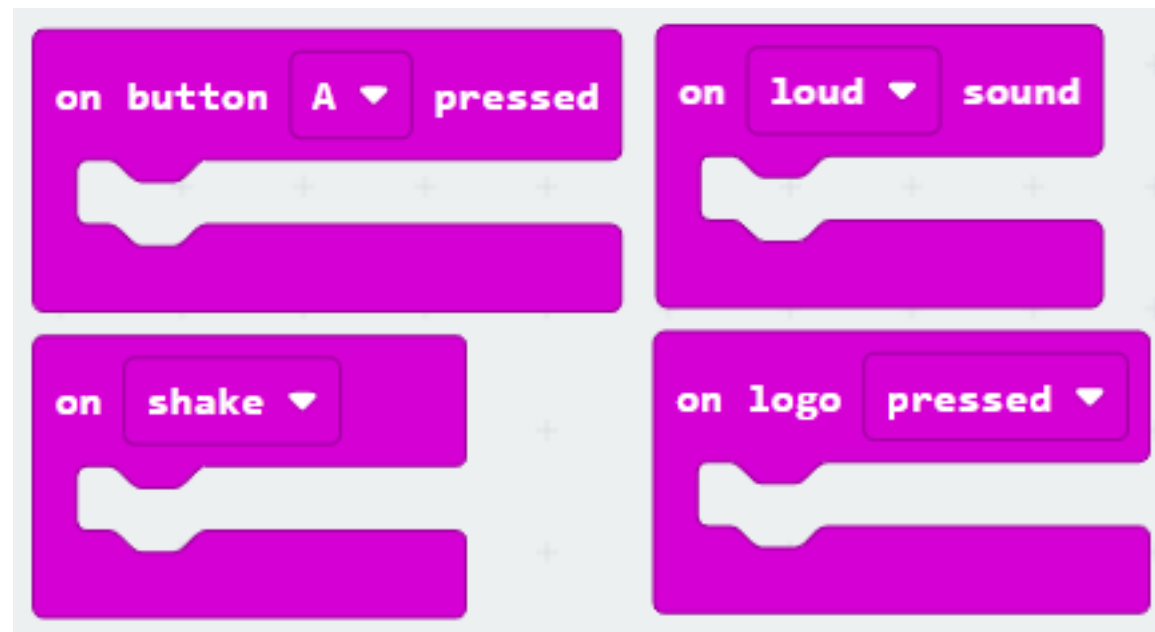 on button A pressed
on loud sound
on shake
on logo pressed